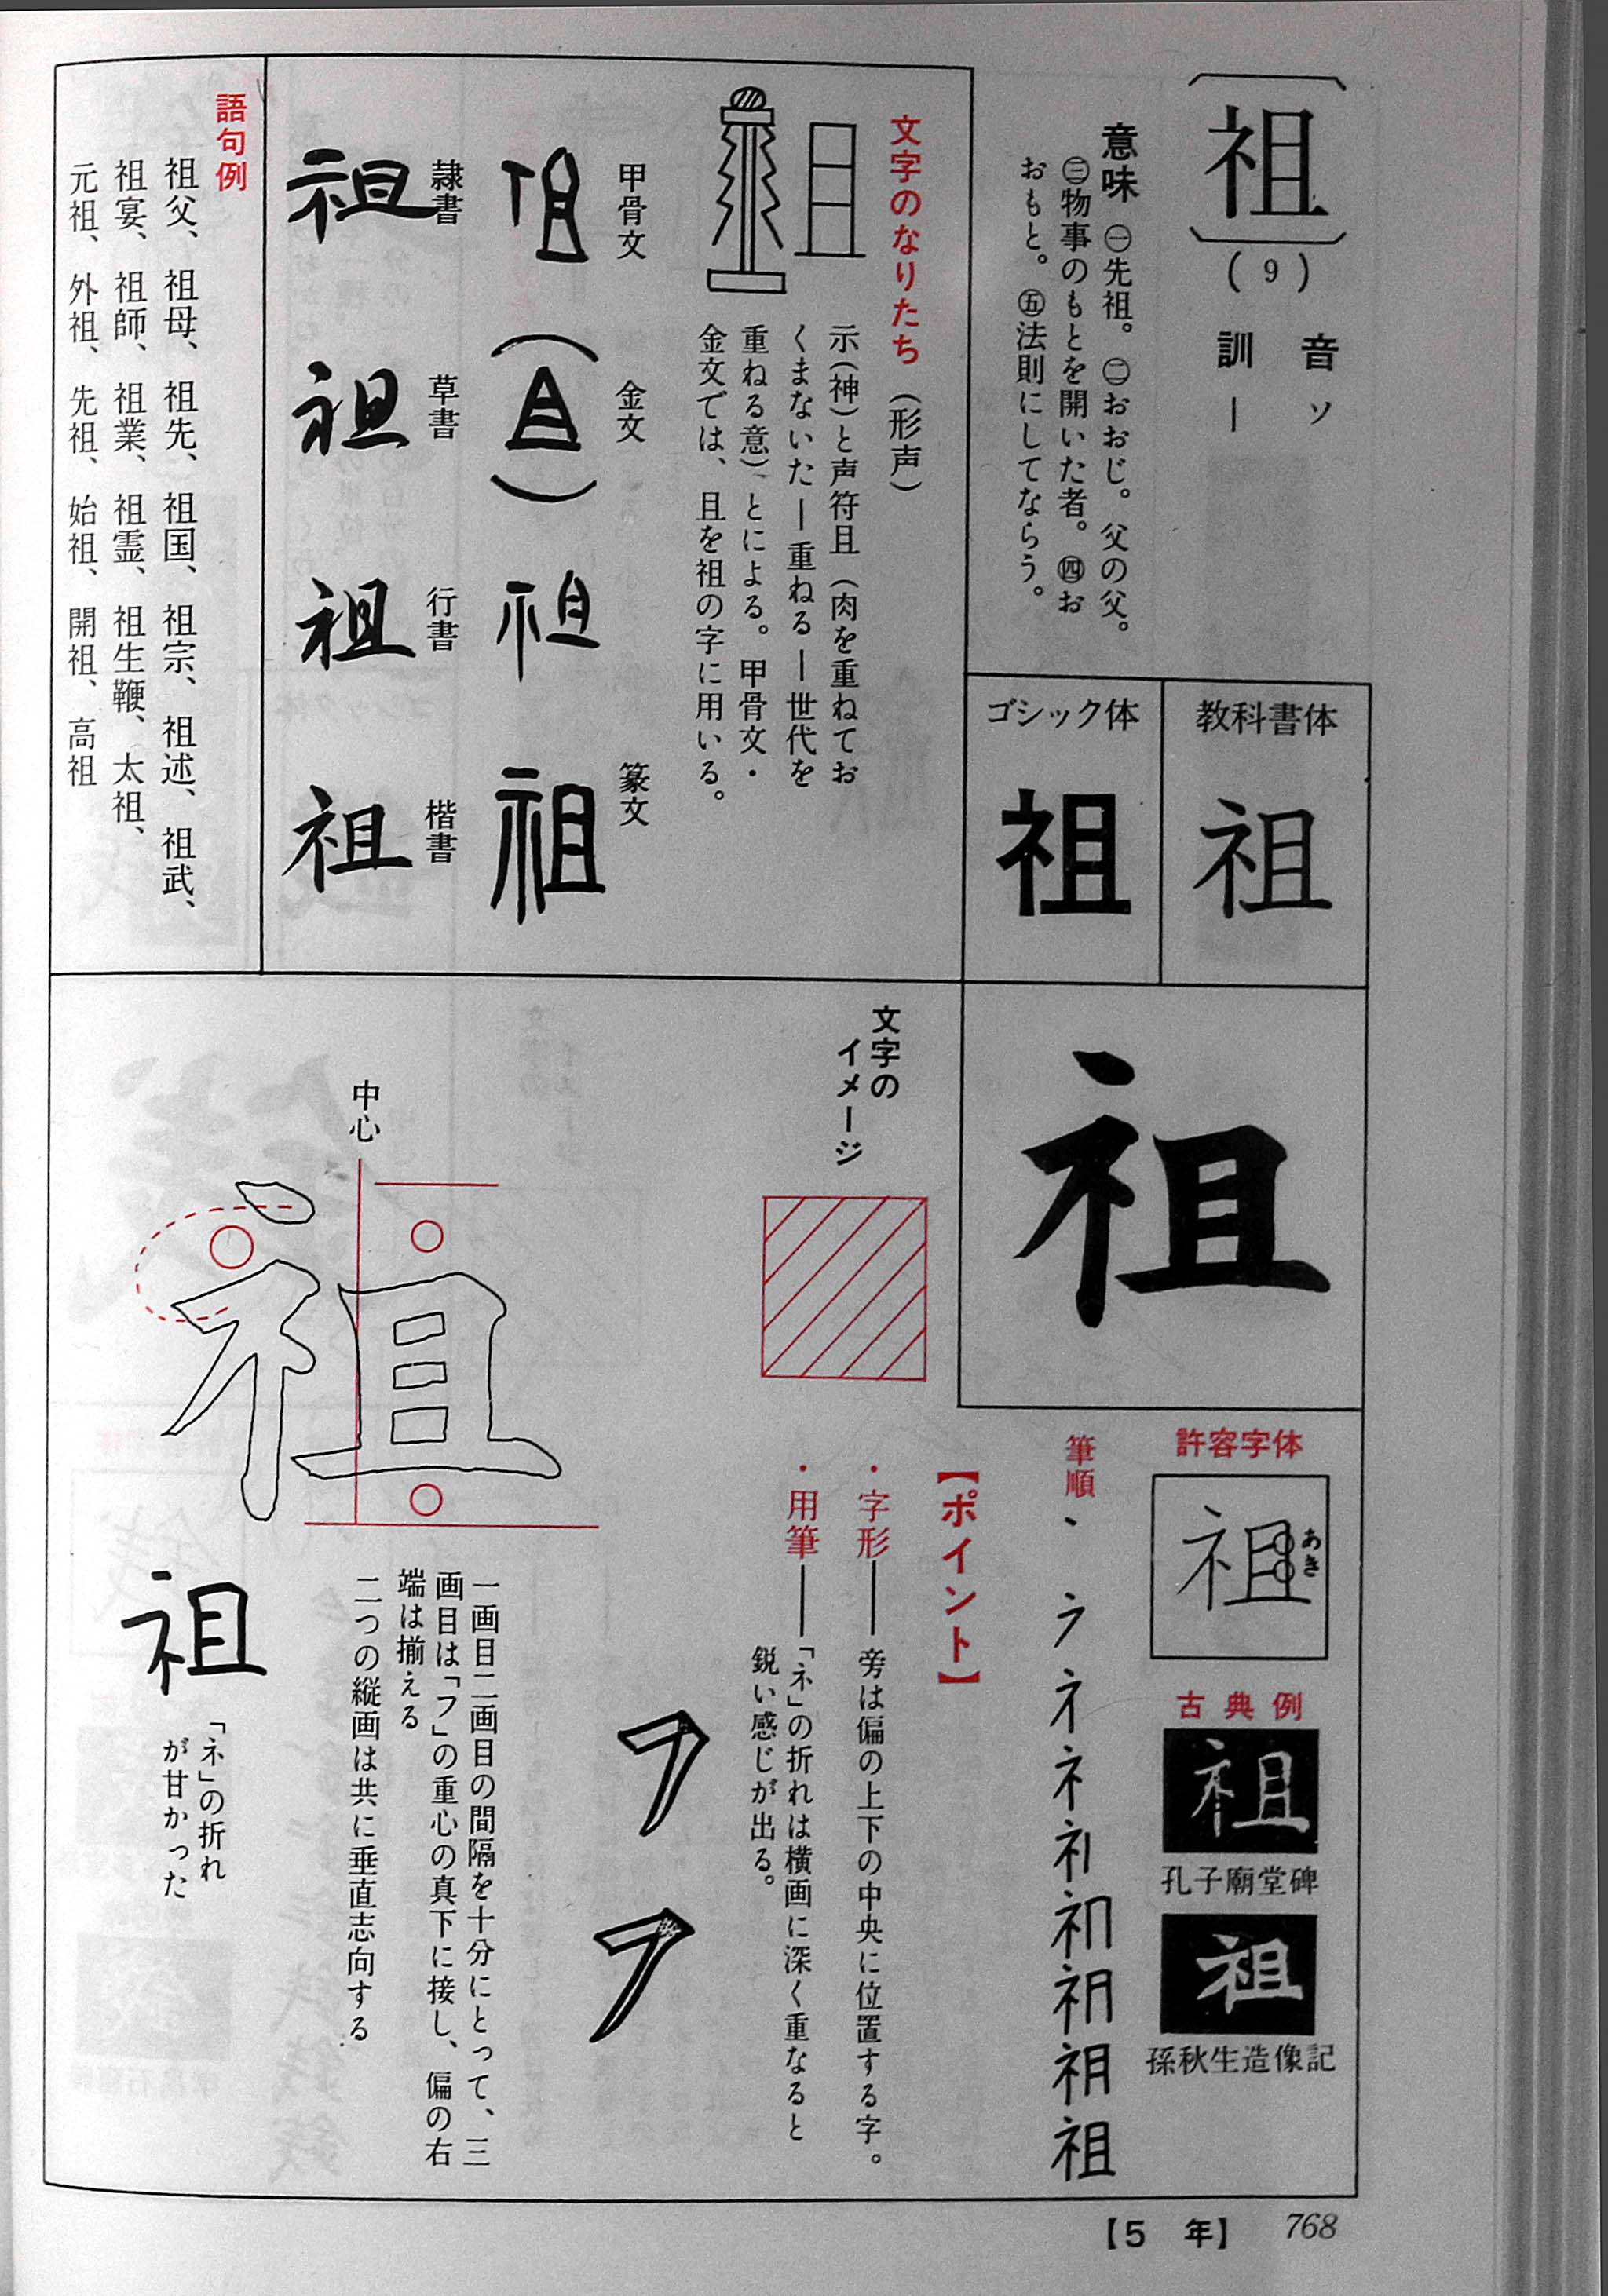 祖
(9)
音 ソ
訓 ―
意味 ㊀先祖。㊁おおじ。父の父。
㊂物事のもとを開いた者。㊃お
おもと。㊄法則にしてならう。
教科書体
祖
ゴシック体
祖
文字のなりたち(形声)
示(神)と声符且(肉を重ねてお
くまないた―重ねる―世代を
重ねる意)とによる。甲骨文・
金文では、且を祖の字に用いる。
甲骨文
金文
篆文
祖
隷書
祖
草書
祖
行書
祖
楷書
祖
語句例
祖父、祖母、祖先、祖国、祖宗、祖述、祖武、
祖宴、祖師、祖業、祖霊、祖生鞭、太祖、
元祖、外祖、先祖、始祖、開祖、高祖
祖
許容字体
祖
あき
古典例
祖
孔子廟堂碑
祖
孫秋生造像記
筆順
祖
文字の
イメージ
【ポイント】
・字形――旁は偏の上下の中央に位置する字。
・用筆――「ネ」の折れは横画に深く重なると
鋭い感じが出る。
フ
フ
中心
祖
一画目二画目の間隔を十分にとって、三
画目は「フ」の重心の真下に接し、偏の右
端は揃える
二つの縦画は共に垂直志向する
祖
「ネ」の折れ
が甘かった
【5 年】
768